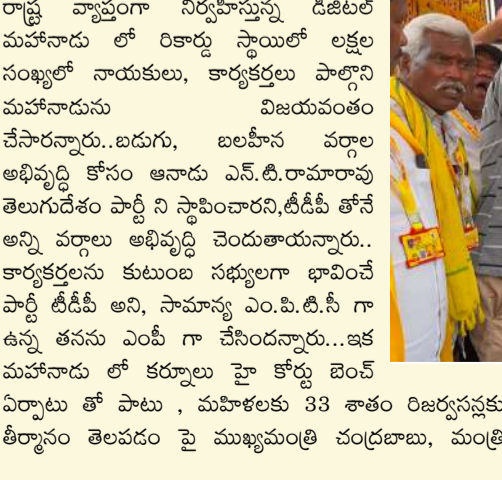 రాష్ట్ర వ్యాప్తంగా నిర్వహిస్తున్న డిజిటల్
మహానాడు లో రికార్డు స్థాయిలో లక్షల
సంఖ్యలో నాయకులు, కార్యకర్తలు పాల్గొని
మహానాడును విజయవంతం
చేసారన్నారు..బడుగు, బలహీన వర్గాల
అభివృద్ధి కోసం ఆనాడు ఎన్.టి.రామారావు
తెలుగుదేశం పార్టీ ని స్థాపించారని,టీడీపీ తోనే
అన్ని వర్గాలు అభివృద్ధి చెందుతాయన్నారు..
కార్యకర్తలను కుటుంబ సభ్యులగా భావించే
పార్టీ టీడీపీ అని, సామాన్య ఎం.పి.టి.సీ గా
ఉన్న తనను ఎంపీ గా చేసిందన్నారు...ఇక
మహానాడు లో కర్నూలు హై కోర్టు బెంచ్
ఏర్పాటు తో పాటు , మహిళలకు 33 శాతం రిజర్వసన్లకు
తీర్మానం తెలపడం పై ముఖ్యమంత్రి చంద్రబాబు, మంత్రి